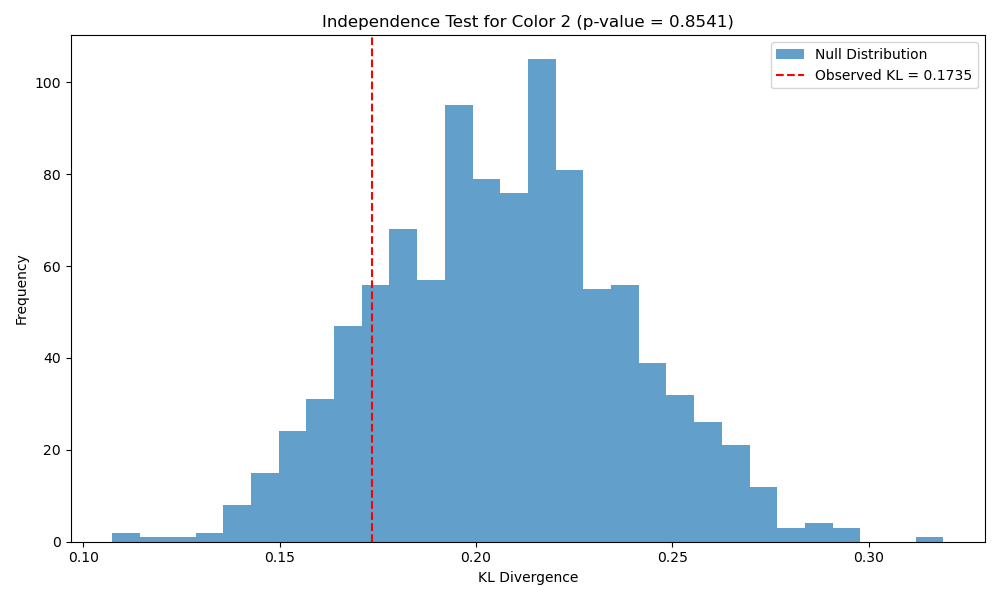 Independence Test for Color 2 (p-value = 0.8541)
Null Distribution
Observed KL = 0.1735
Frequency
100
80
60
40
20
0
0.10 0.15 0.20 0.25 0.30
KL Divergence